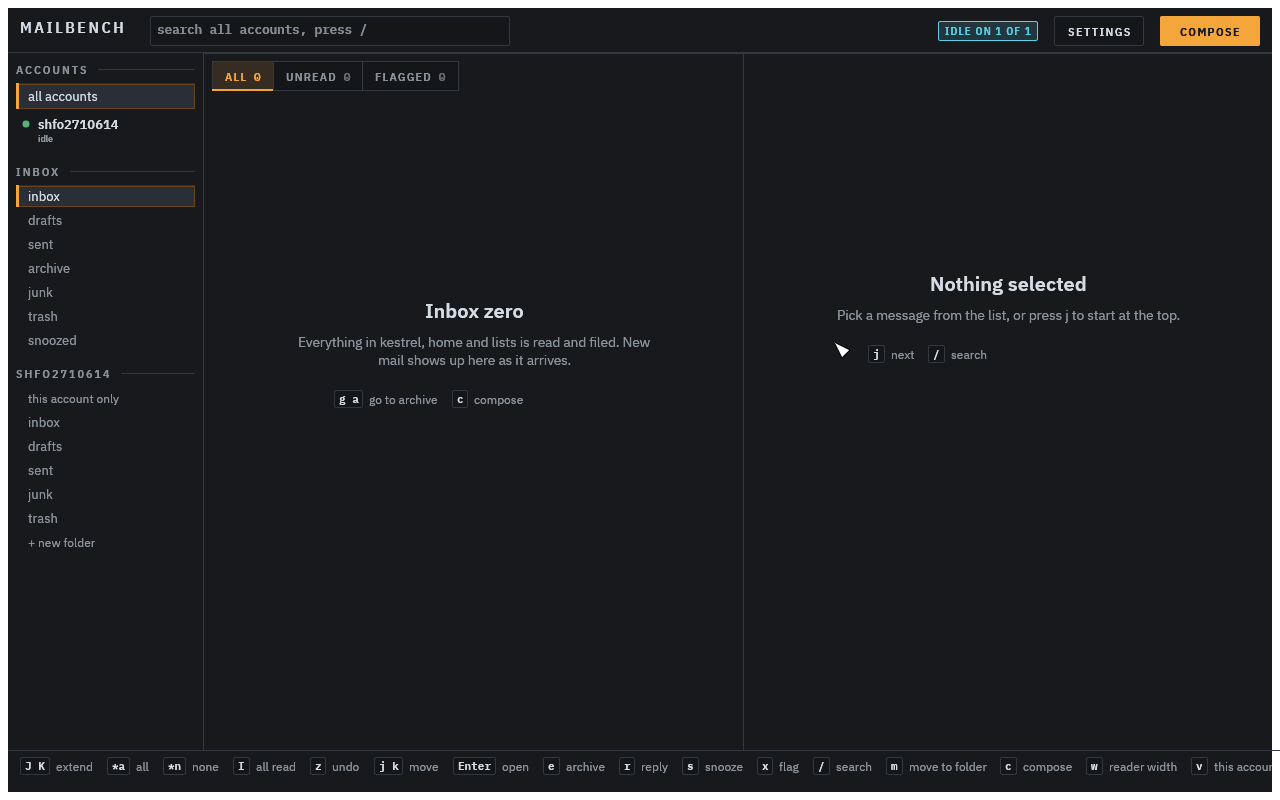 MAILBENCH
search all accounts, press /
IDLE ON 1 OF 1
SETTINGS
COMPOSE
ACCOUNTS
all accounts
shfo2710614
idle
INBOX
inbox
drafts
sent
archive
junk
trash
snoozed
SHFO2710614
this account only
inbox
drafts
sent
junk
trash
+ new folder
ALL 0
UNREAD 0
FLAGGED 0
Inbox zero
Everything in kestrel, home and lists is read and filed. New
mail shows up here as it arrives.
g a go to archive c compose
Nothing selected
Pick a message from the list, or press j to start at the top.
j next / search
J K extend *a all *n none I all read z undo j k move Enter open e archive r reply s snooze x flag / search m move to folder c compose w reader width v this accoun